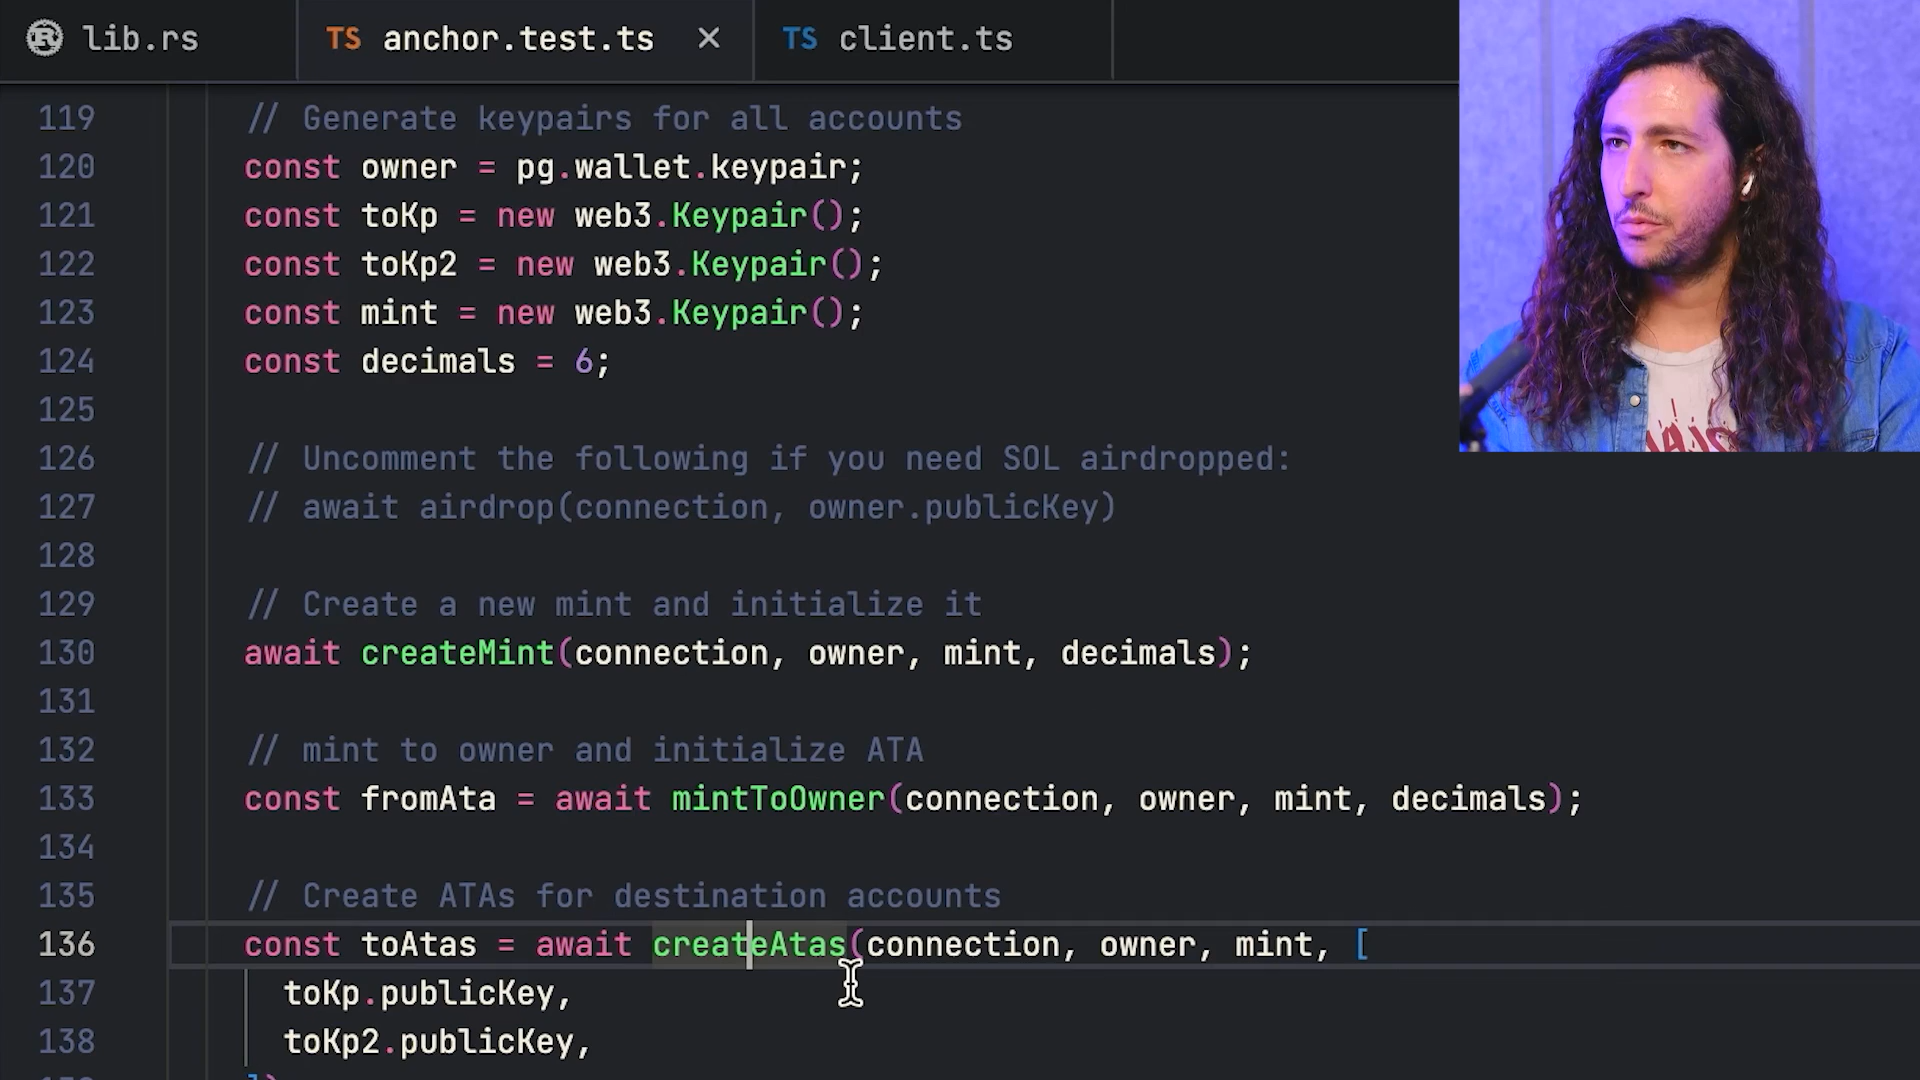 lib.rs TS anchor.test.ts × TS client.ts
119 // Generate keypairs for all accounts
120 const owner = pg.wallet.keypair;
121 const toKp = new web3.Keypair();
122 const toKp2 = new web3.Keypair();
123 const mint = new web3.Keypair();
124 const decimals = 6;
125
126 // Uncomment the following if you need SOL airdropped:
127 // await airdrop(connection, owner.publicKey)
128
129 // Create a new mint and initialize it
130 await createMint(connection, owner, mint, decimals);
131
132 // mint to owner and initialize ATA
133 const fromAta = await mintToOwner(connection, owner, mint, decimals);
134
135 // Create ATAs for destination accounts
136 const toAtas = await createAtas(connection, owner, mint, [
137 toKp.publicKey,
138 toKp2.publicKey,